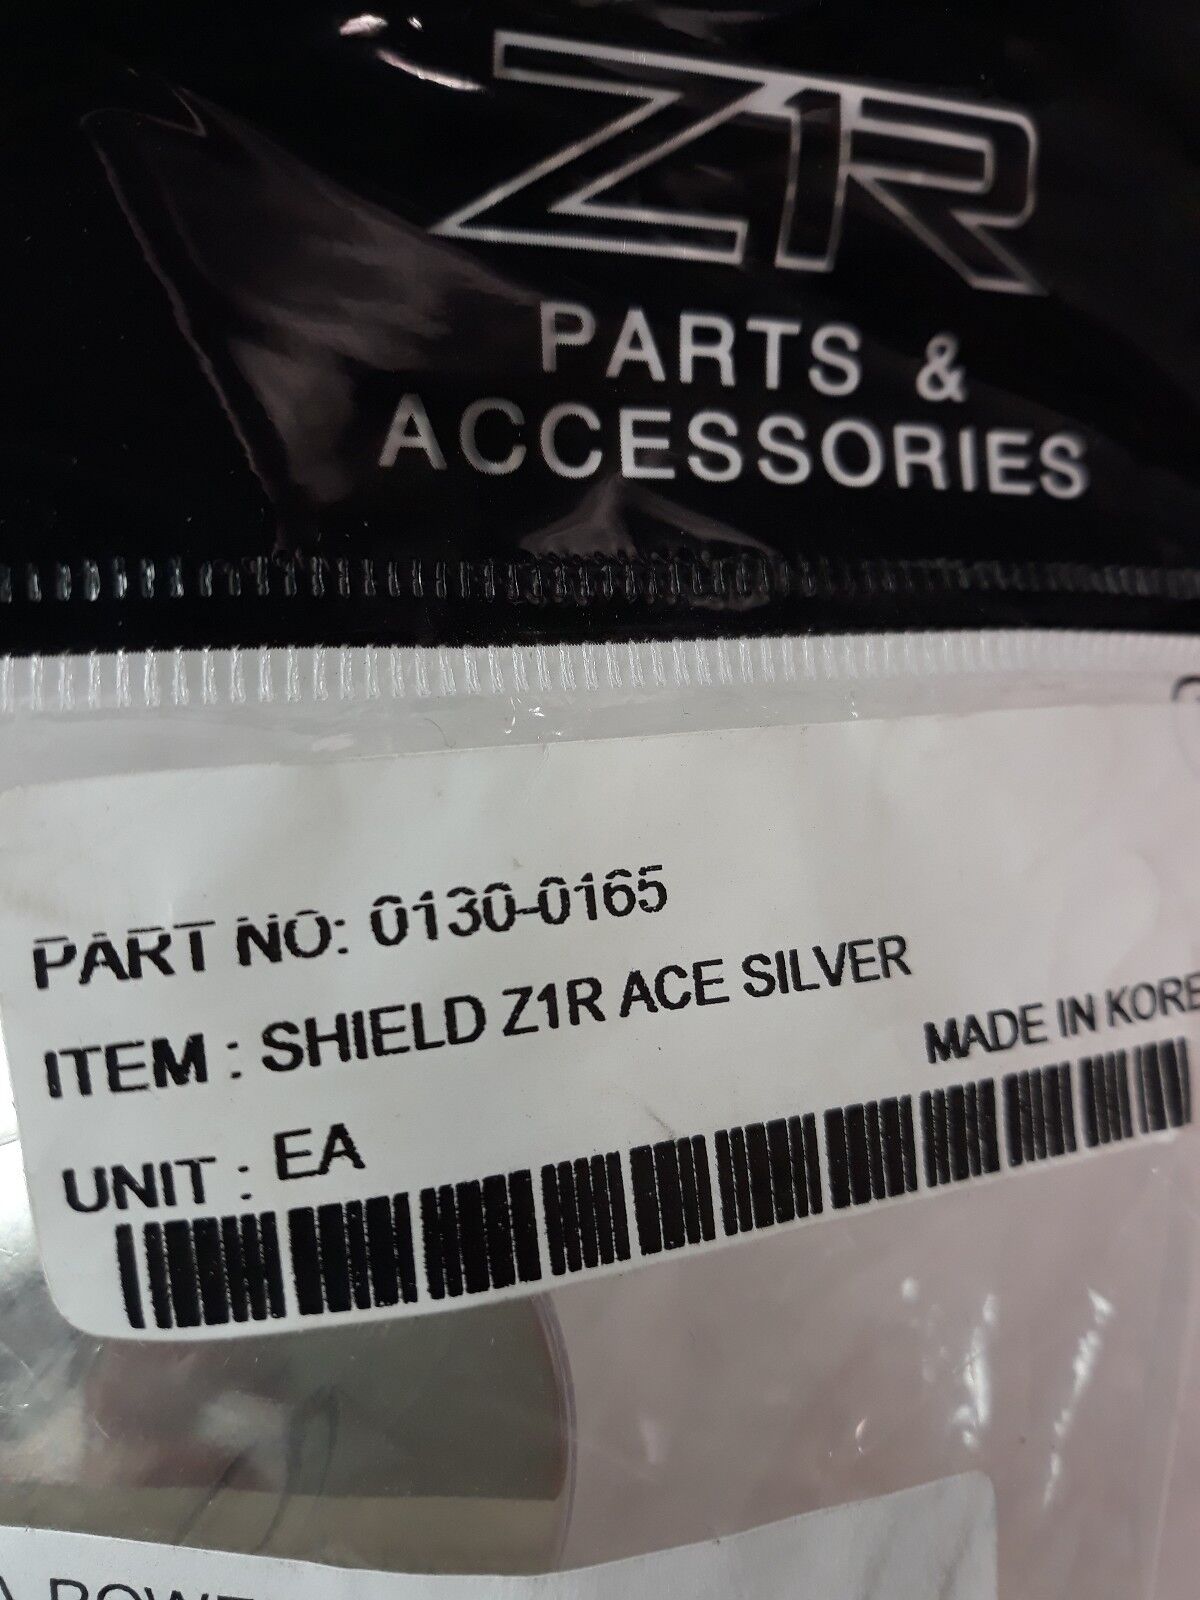 Z1R
PARTS &
ACCESSORIES
PART NO: 0130-0165
ITEM : SHIELD Z1R ACE SILVER
MADE IN KORE
UNIT : EA